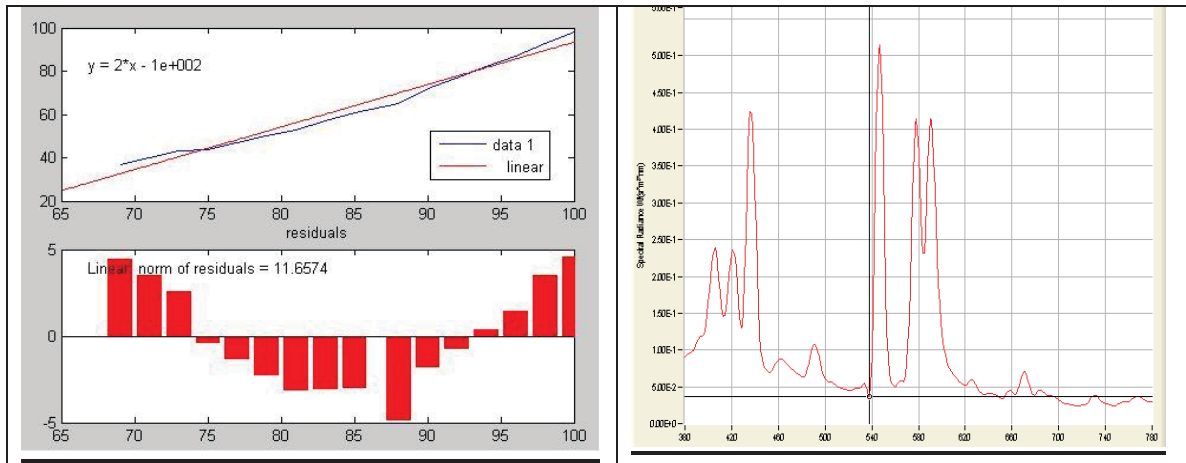 100
80
60
40
20
y = 2*x - 1e+002
data 1
linear
65 70 75 80 85 90 95 100
residuals
5
0
-5
Linear norm of residuals = 11.6574
65 70 75 80 85 90 95 100
5.00E-1
4.50E-1
4.00E-1
3.50E-1
3.00E-1
2.50E-1
2.00E-1
1.50E-1
1.00E-1
5.00E-2
0.00E+0
Spectral Radiance
380 420 460 500 540 580 620 660 700 740 780